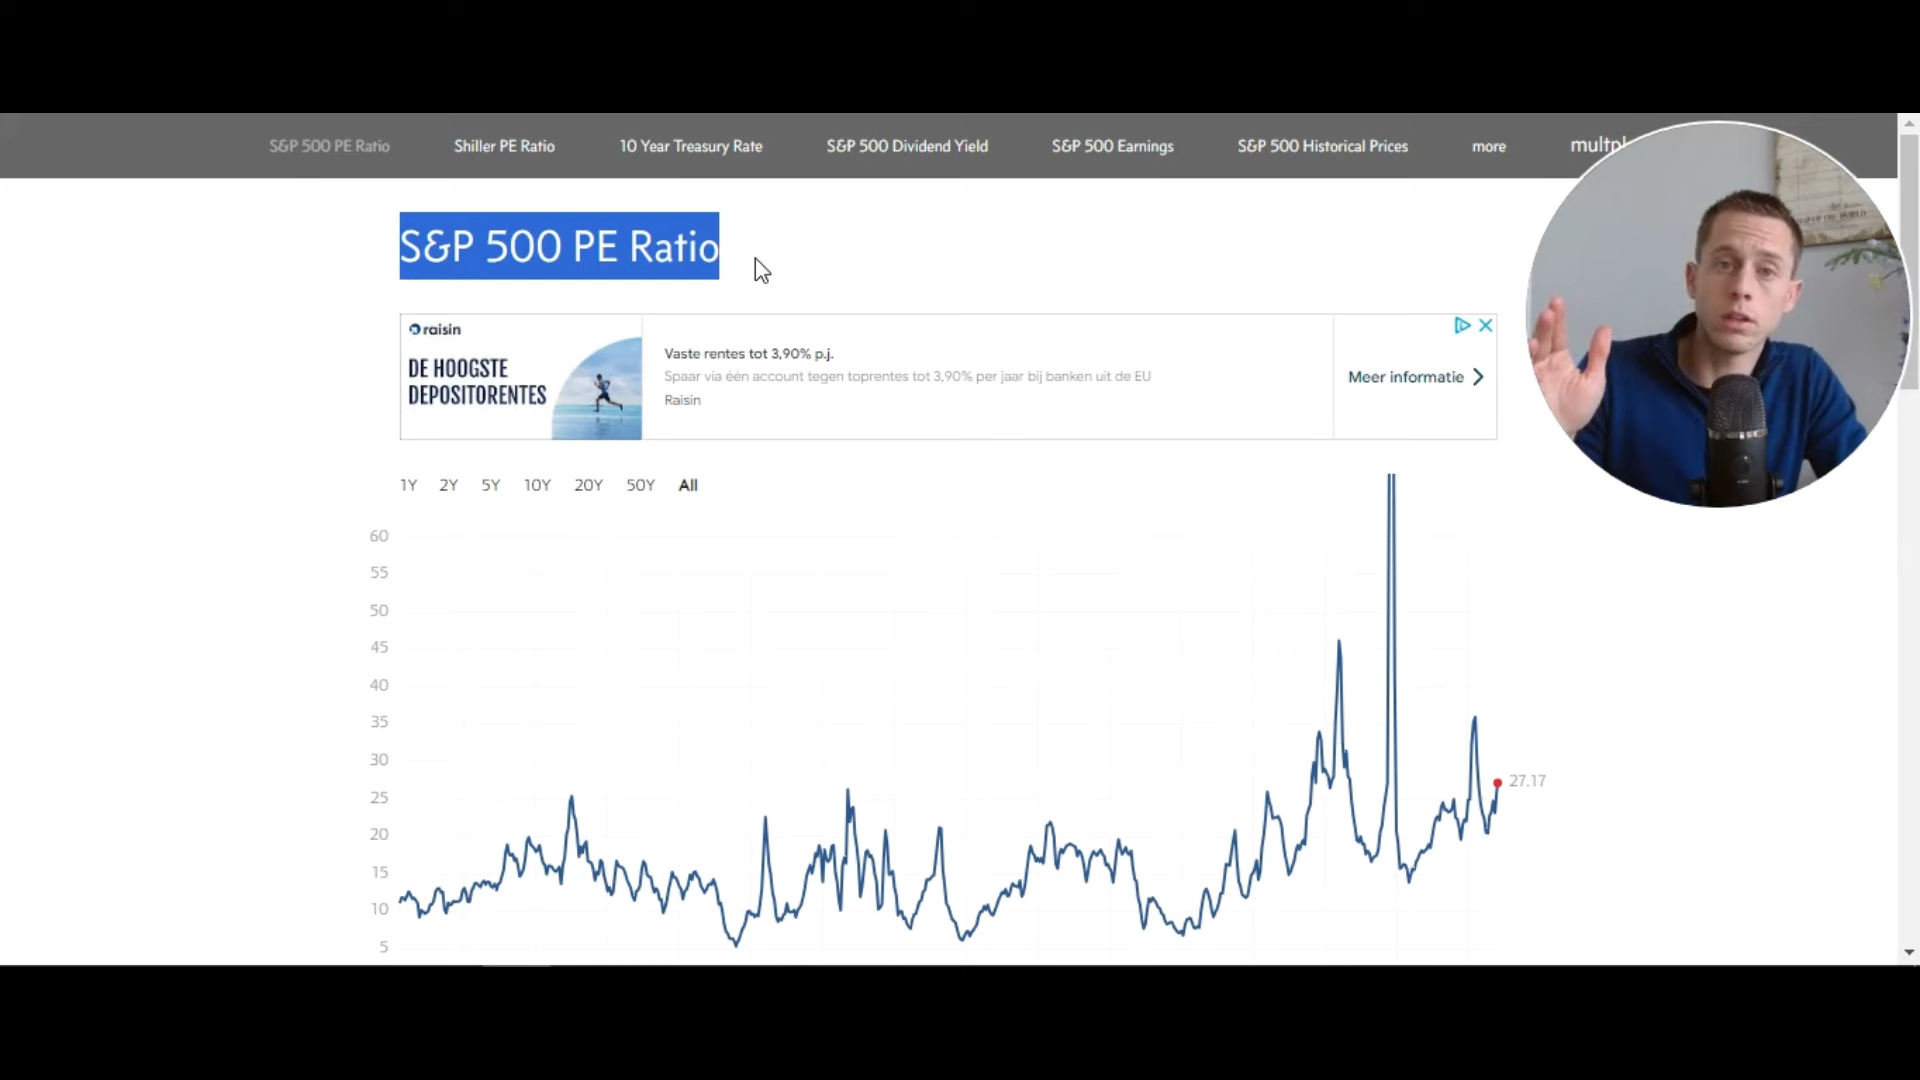 S&P 500 PE Ratio
Shiller PE Ratio
10 Year Treasury Rate
S&P 500 Dividend Yield
S&P 500 Earnings
S&P 500 Historical Prices
more
multpl
S&P 500 PE Ratio
raisin
DE HOOGSTE
DEPOSITORENTES
Vaste rentes tot 3,90% p.j.
Spaar via één account tegen toprentes tot 3,90% per jaar bij banken uit de EU
Raisin
Meer informatie
1Y 2Y 5Y 10Y 20Y 50Y All
60
55
50
45
40
35
30
25
20
15
10
5
27.17